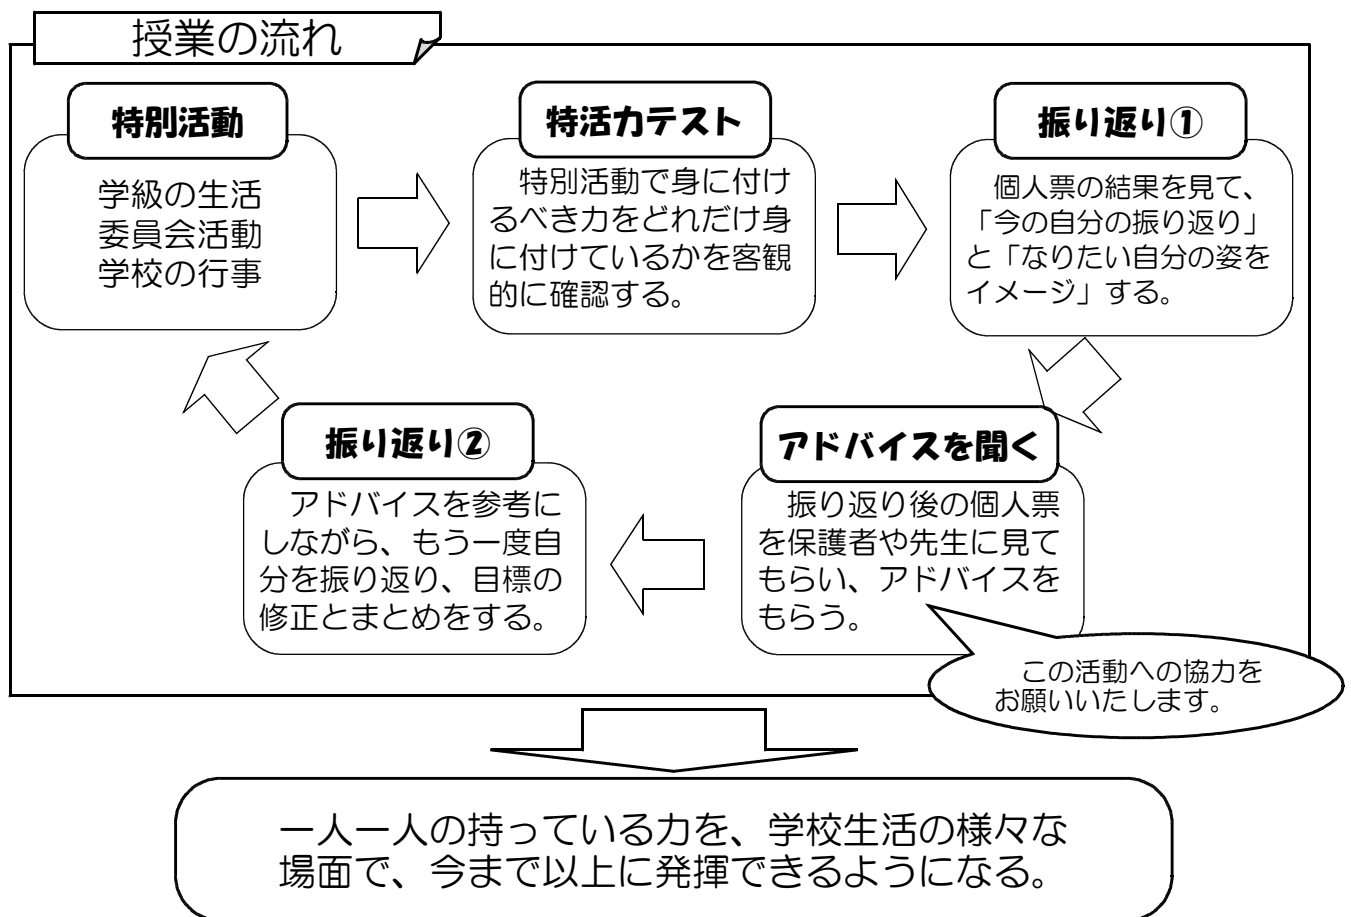 授業の流れ
特別活動
学級の生活
委員会活動
学校の行事
特活力テスト
特別活動で身に付け
るべき力をどれだけ身
に付けているかを客観
的に確認する。
振り返り①
個人票の結果を見て、
「今の自分の振り返り」
と「なりたい自分の姿を
イメージ」する。
アドバイスを聞く
振り返り後の個人票
を保護者や先生に見て
もらい、アドバイスを
もらう。
この活動への協力を
お願いいたします。
振り返り②
アドバイスを参考に
しながら、もう一度自
分を振り返り、目標の
修正とまとめをする。
一人一人の持っている力を、学校生活の様々な
場面で、今まで以上に発揮できるようになる。